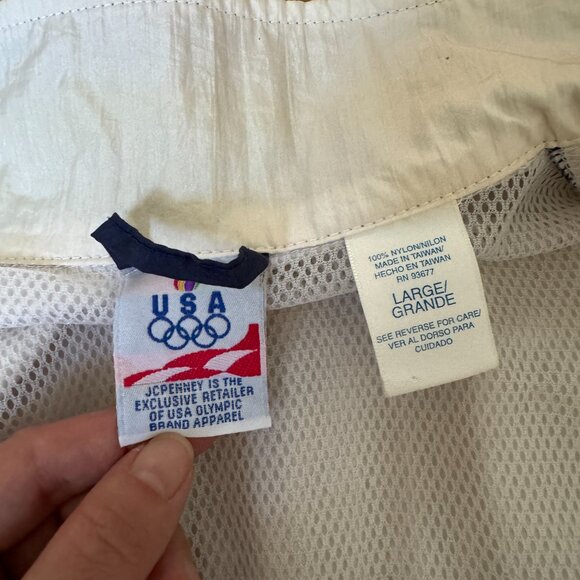 USA
JCPENNEY IS THE
EXCLUSIVE RETAILER
OF USA OLYMPIC
BRAND APPAREL
100% NYLON/NILON
MADE IN TAIWAN/
HECHO EN TAIWAN
RN 93677
LARGE/
GRANDE
SEE REVERSE FOR CARE/
VER AL DORSO PARA
CUIDADO